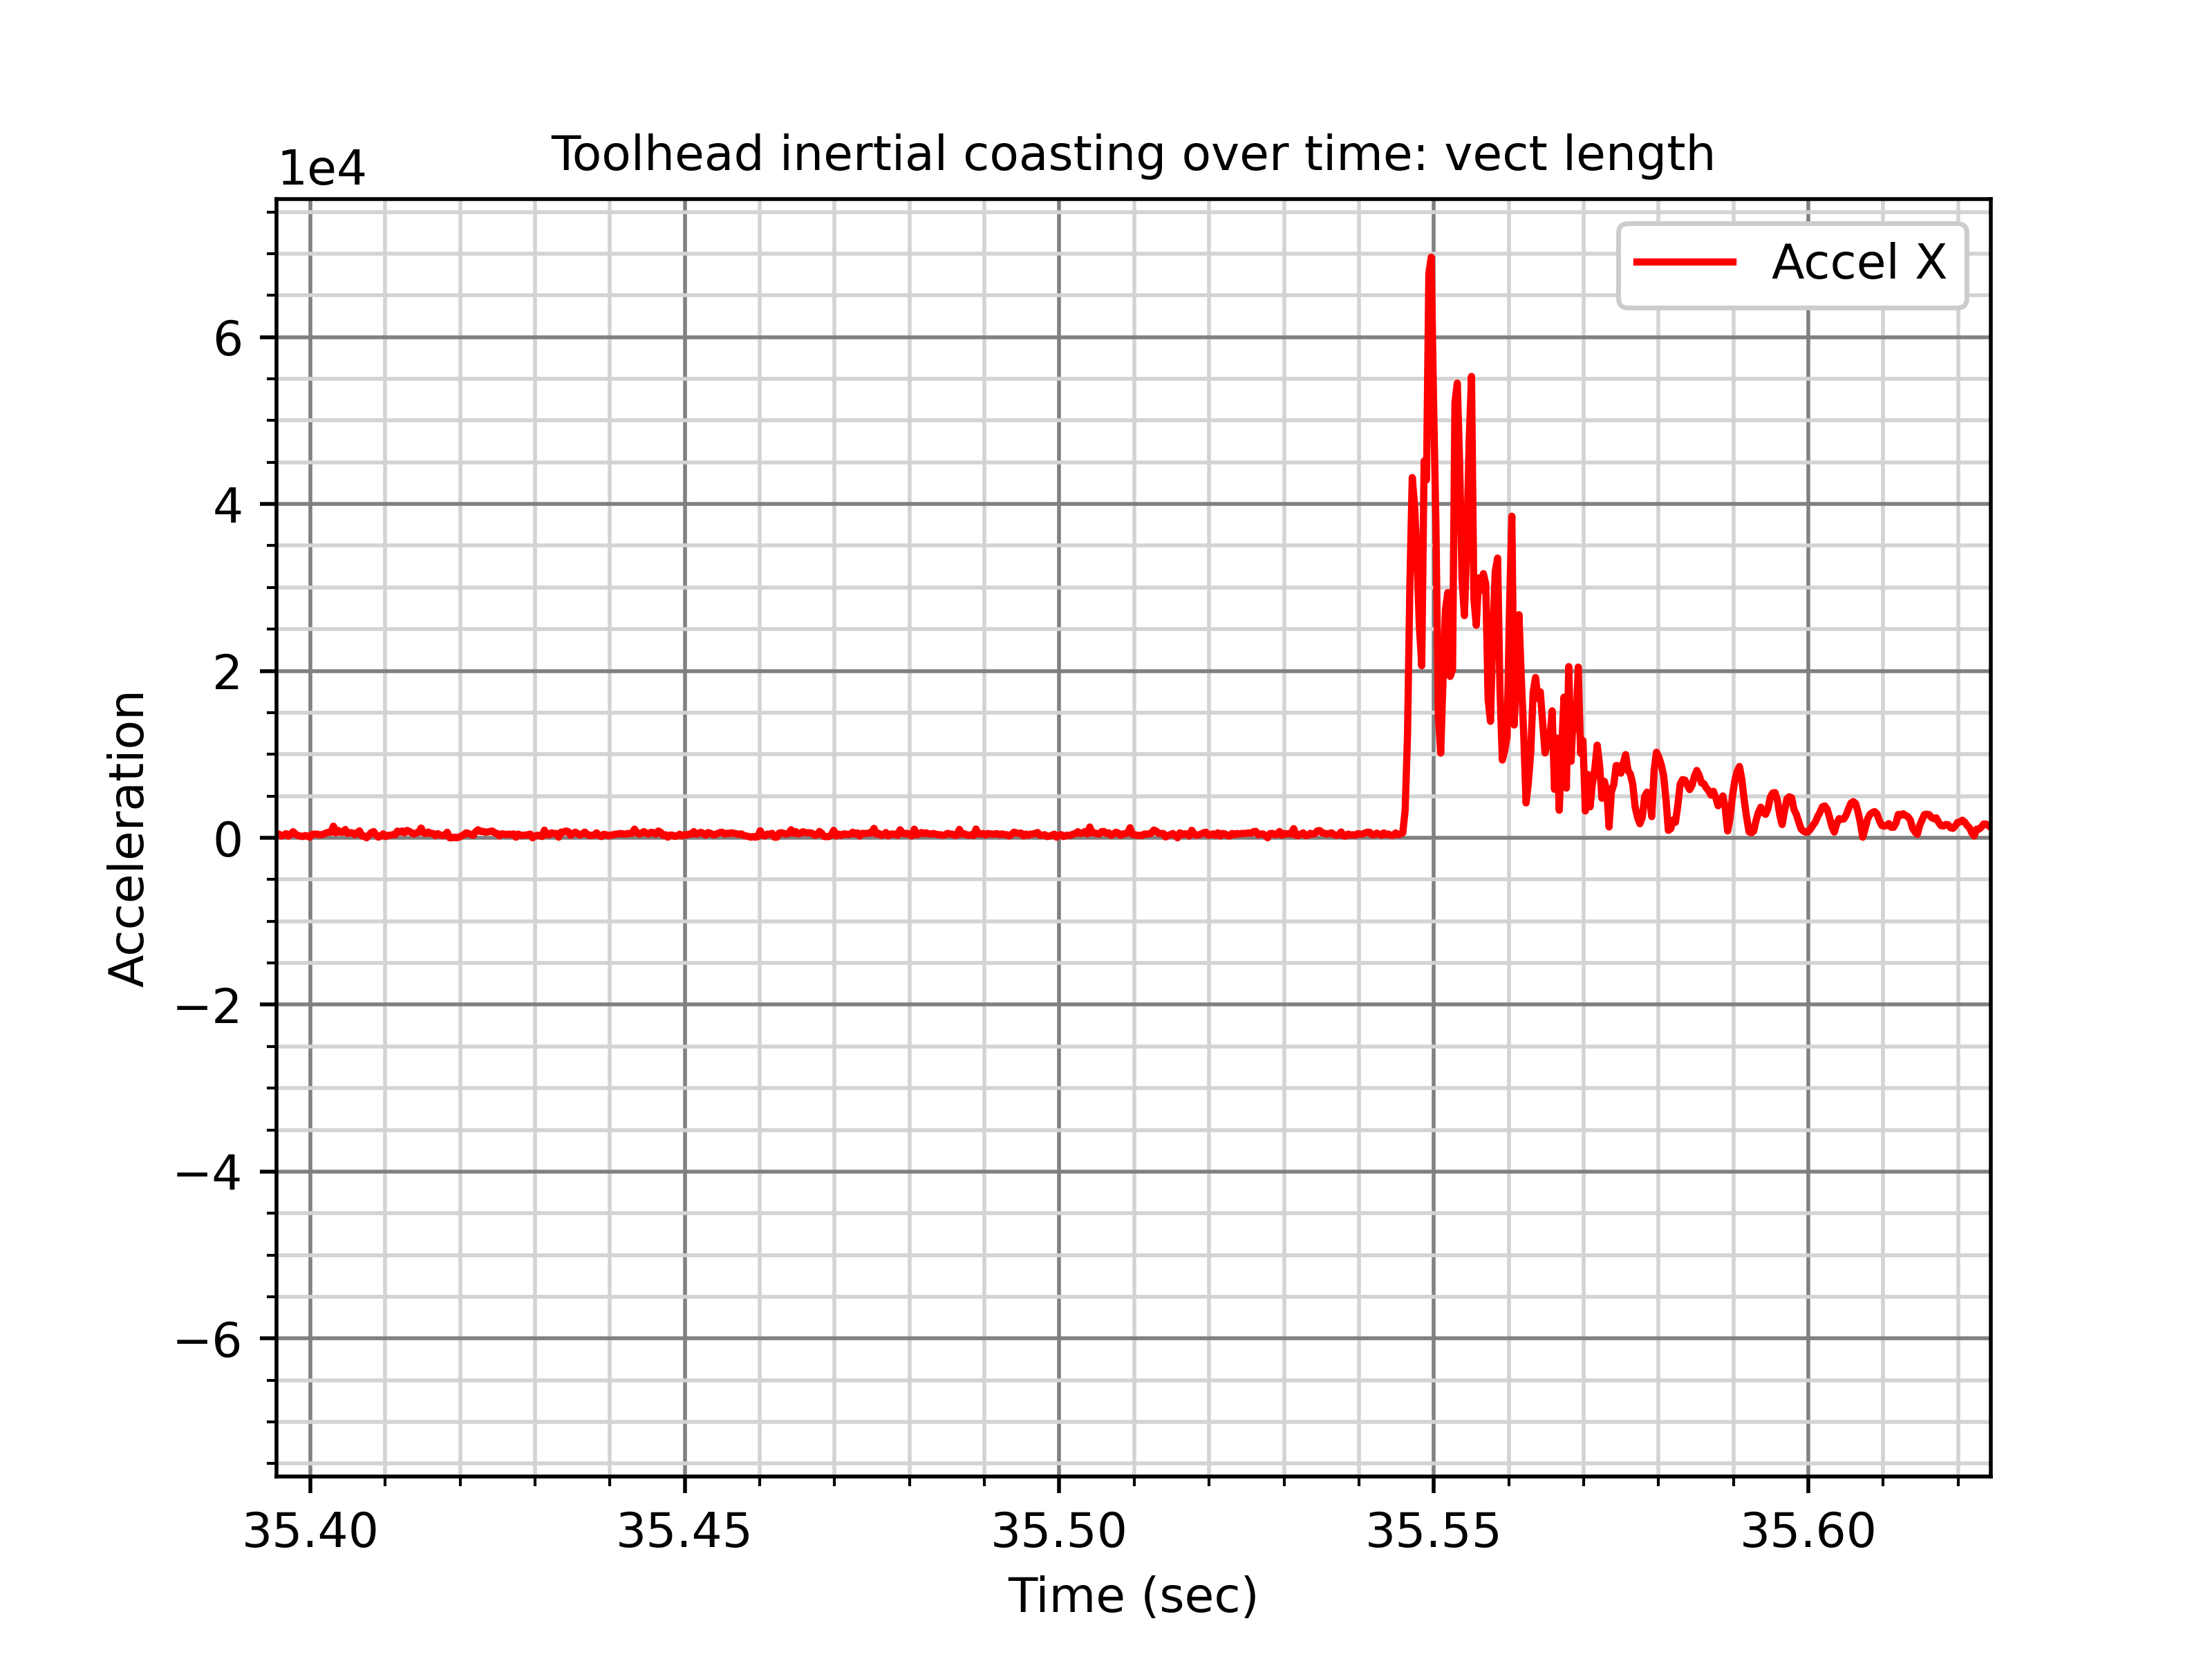 Toolhead inertial coasting over time: vect length
1e4
Accel X
6
4
2
0
−2
−4
−6
Acceleration
35.40 35.45 35.50 35.55 35.60
Time (sec)